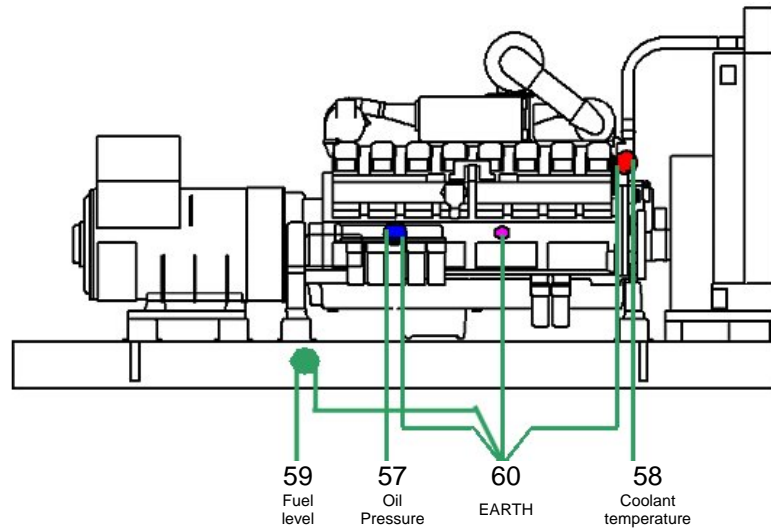 59 57 60 58
Fuel level
Oil Pressure
EARTH
Coolant temperature